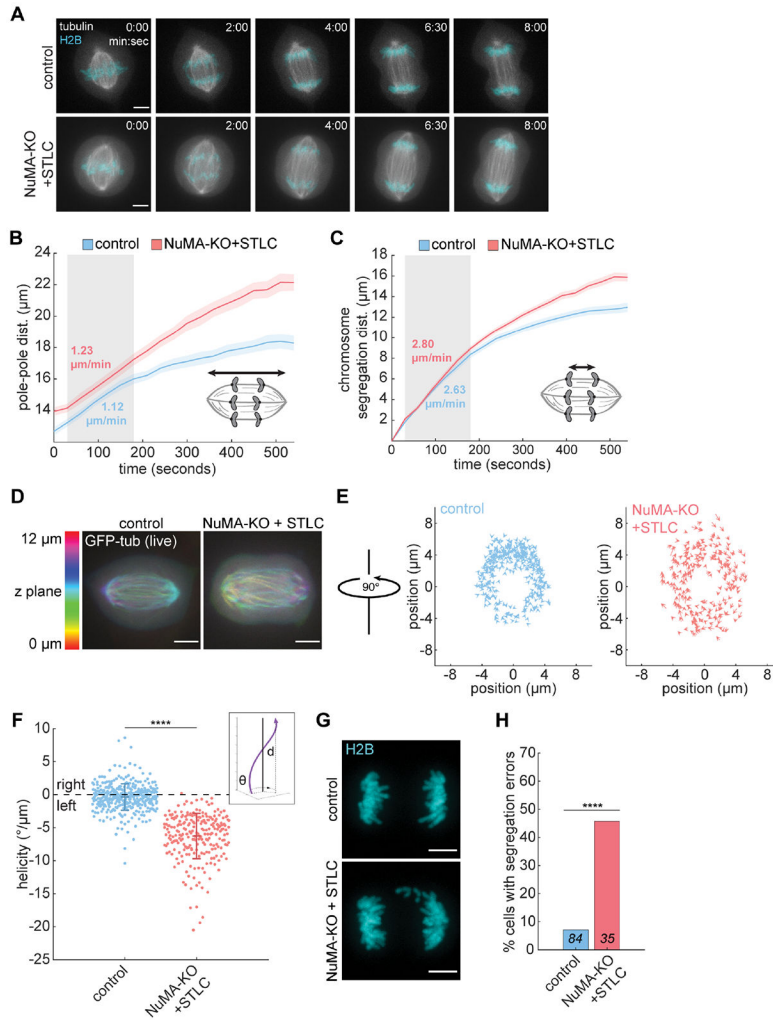 A
tubulin
H2B
0:00
min:sec
2:00
4:00
6:30
8:00
control
0:00
2:00
4:00
6:30
8:00
NuMA-KO
+STLC
B
control
NuMA-KO+STLC
pole-pole dist. (µm)
24
22
20
18
16
14
1.23
µm/min
1.12
µm/min
0
100
200
300
400
500
time (seconds)
C
control
NuMA-KO+STLC
chromosome
segregation dist. (µm)
18
16
14
12
10
8
6
4
2
2.80
µm/min
2.63
µm/min
0
100
200
300
400
500
time (seconds)
D
control
NuMA-KO + STLC
12 µm
z plane
0 µm
GFP-tub (live)
90°
E
control
position (µm)
8
4
0
-4
-8
-8
-4
0
4
8
position (µm)
NuMA-KO
+STLC
position (µm)
8
4
0
-4
-8
-8
-4
0
4
8
position (µm)
F
****
helicity (°/µm)
10
5
0
-5
-10
-15
-20
-25
right
left
θ
d
control
NuMA-KO
+STLC
G
H2B
control
NuMA-KO + STLC
H
% cells with segregation errors
70
60
50
40
30
20
10
0
****
84
35
control
NuMA-KO
+STLC